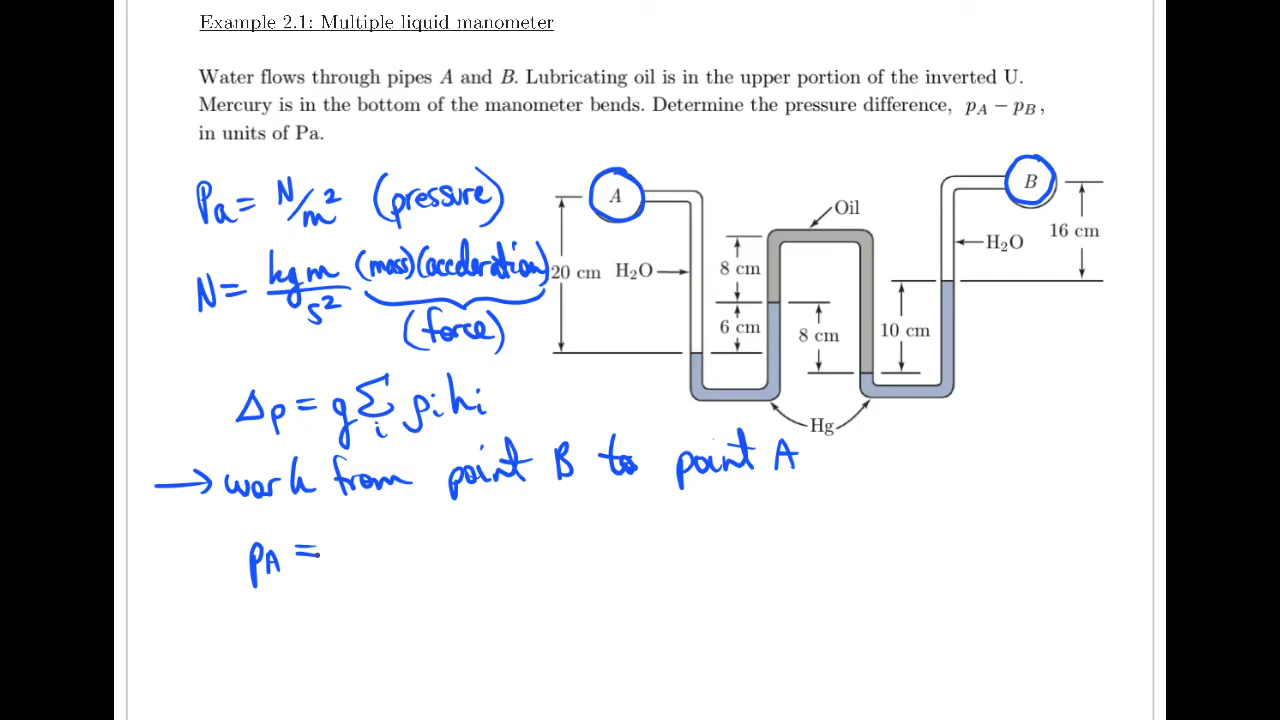 Example 2.1: Multiple liquid manometer
Water flows through pipes A and B. Lubricating oil is in the upper portion of the inverted U.
Mercury is in the bottom of the manometer bends. Determine the pressure difference, pA − pB,
in units of Pa.
Pa = N/m² (pressure)
N = kg m/s² (mass)(acceleration)
(force)
Δp = g Σi ρi hi
→ work from point B to point A
pA =
A
B
Oil
H₂O
16 cm
20 cm H₂O
8 cm
6 cm
8 cm
10 cm
Hg